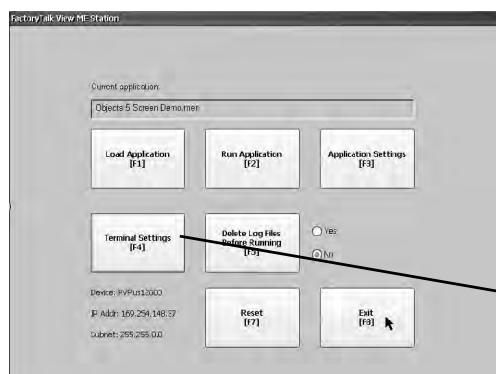 FactoryTalk View ME Station
Current application:
Objects 5 Screen Demo.mer
Load Application
[F1]
Run Application
[F2]
Application Settings
[F3]
Terminal Settings
[F4]
Delete Log Files
Before Running
[F5]
Yes
No
Device: PVPlus1200
IP Addr: 169.254.148.37
Subnet: 255.255.0.0
Reset
[F7]
Exit
[F8]